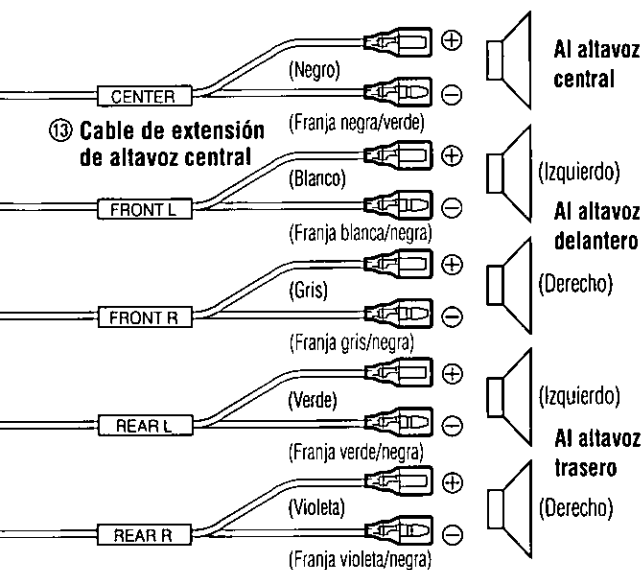 ⊕
Al altavoz
central
(Negro)
CENTER
⊖
⑬ Cable de extensión
de altavoz central
(Franja negra/verde)
⊕
(Blanco)
(Izquierdo)
FRONT L
⊖
Al altavoz
delantero
(Franja blanca/negra)
⊕
(Gris)
(Derecho)
FRONT R
⊖
(Franja gris/negra)
⊕
(Verde)
(Izquierdo)
REAR L
⊖
Al altavoz
trasero
(Franja verde/negra)
⊕
(Violeta)
(Derecho)
REAR R
⊖
(Franja violeta/negra)